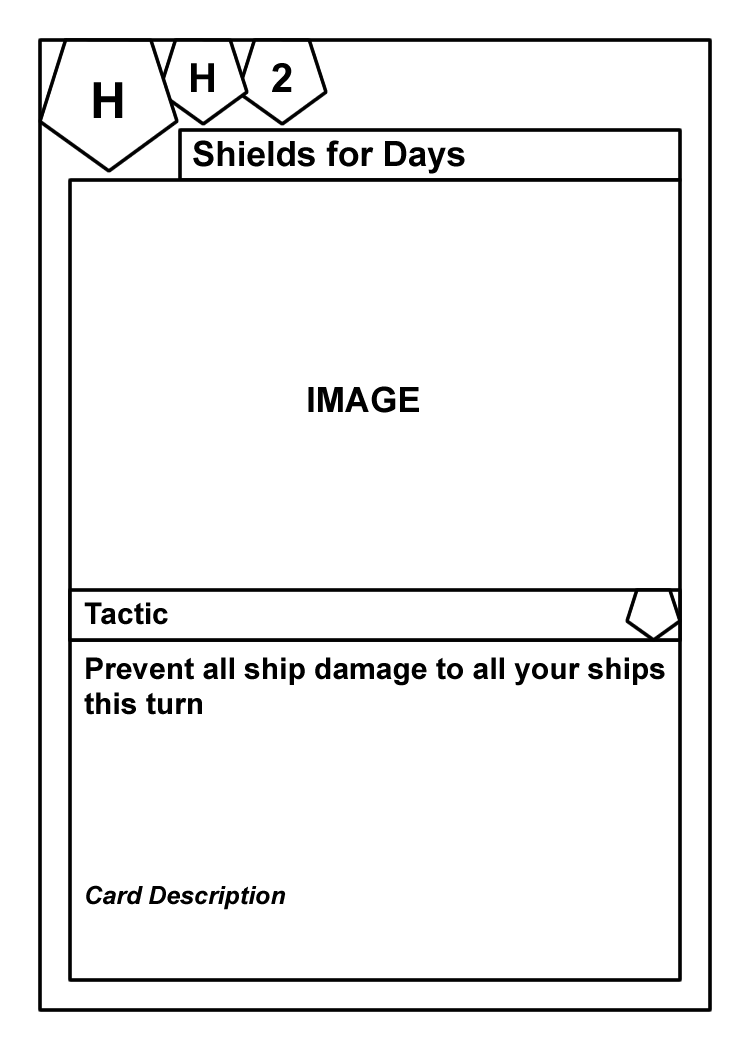 H H 2
Shields for Days
IMAGE
Tactic
Prevent all ship damage to all your ships
this turn
Card Description